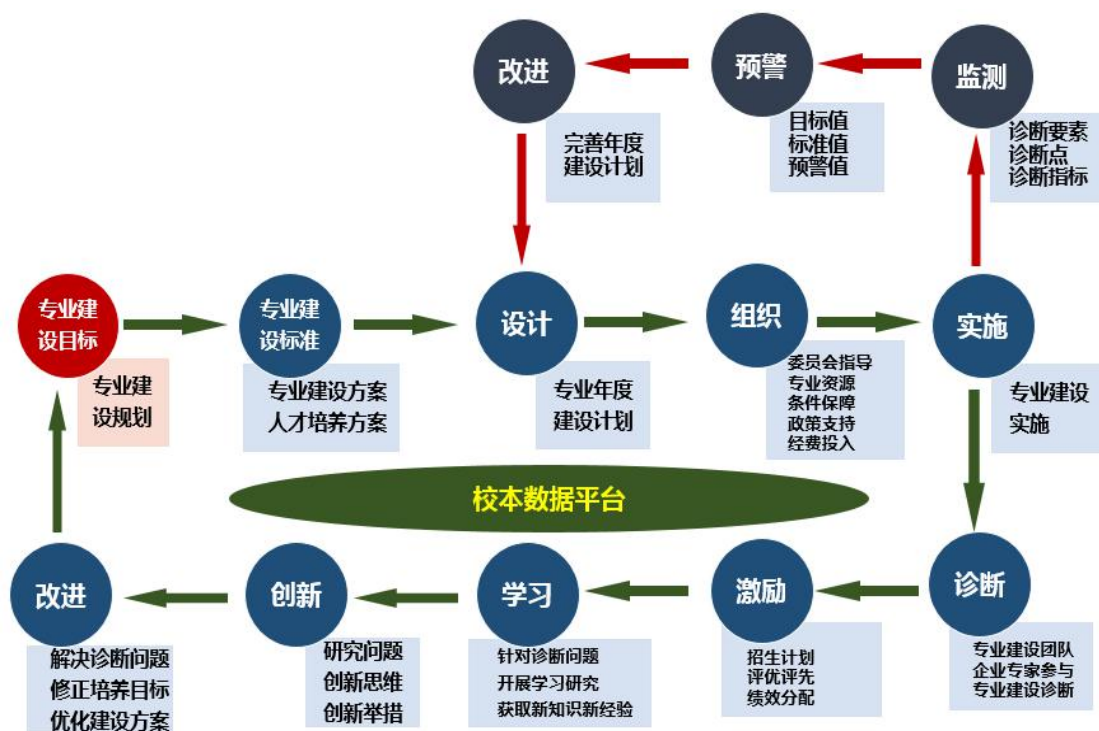 改进
完善年度
建设计划
预警
目标值
标准值
预警值
监测
诊断要素
诊断点
诊断指标
专业建
设目标
专业建
设规划
专业建
设标准
专业建设方案
人才培养方案
设计
专业年度
建设计划
组织
委员会指导
专业资源
条件保障
政策支持
经费投入
实施
专业建设
实施
校本数据平台
改进
解决诊断问题
修正培养目标
优化建设方案
创新
研究问题
创新思维
创新举措
学习
针对诊断问题
开展学习研究
获取新知识新经验
激励
招生计划
评优评先
绩效分配
诊断
专业建设团队
企业专家参与
专业建设诊断